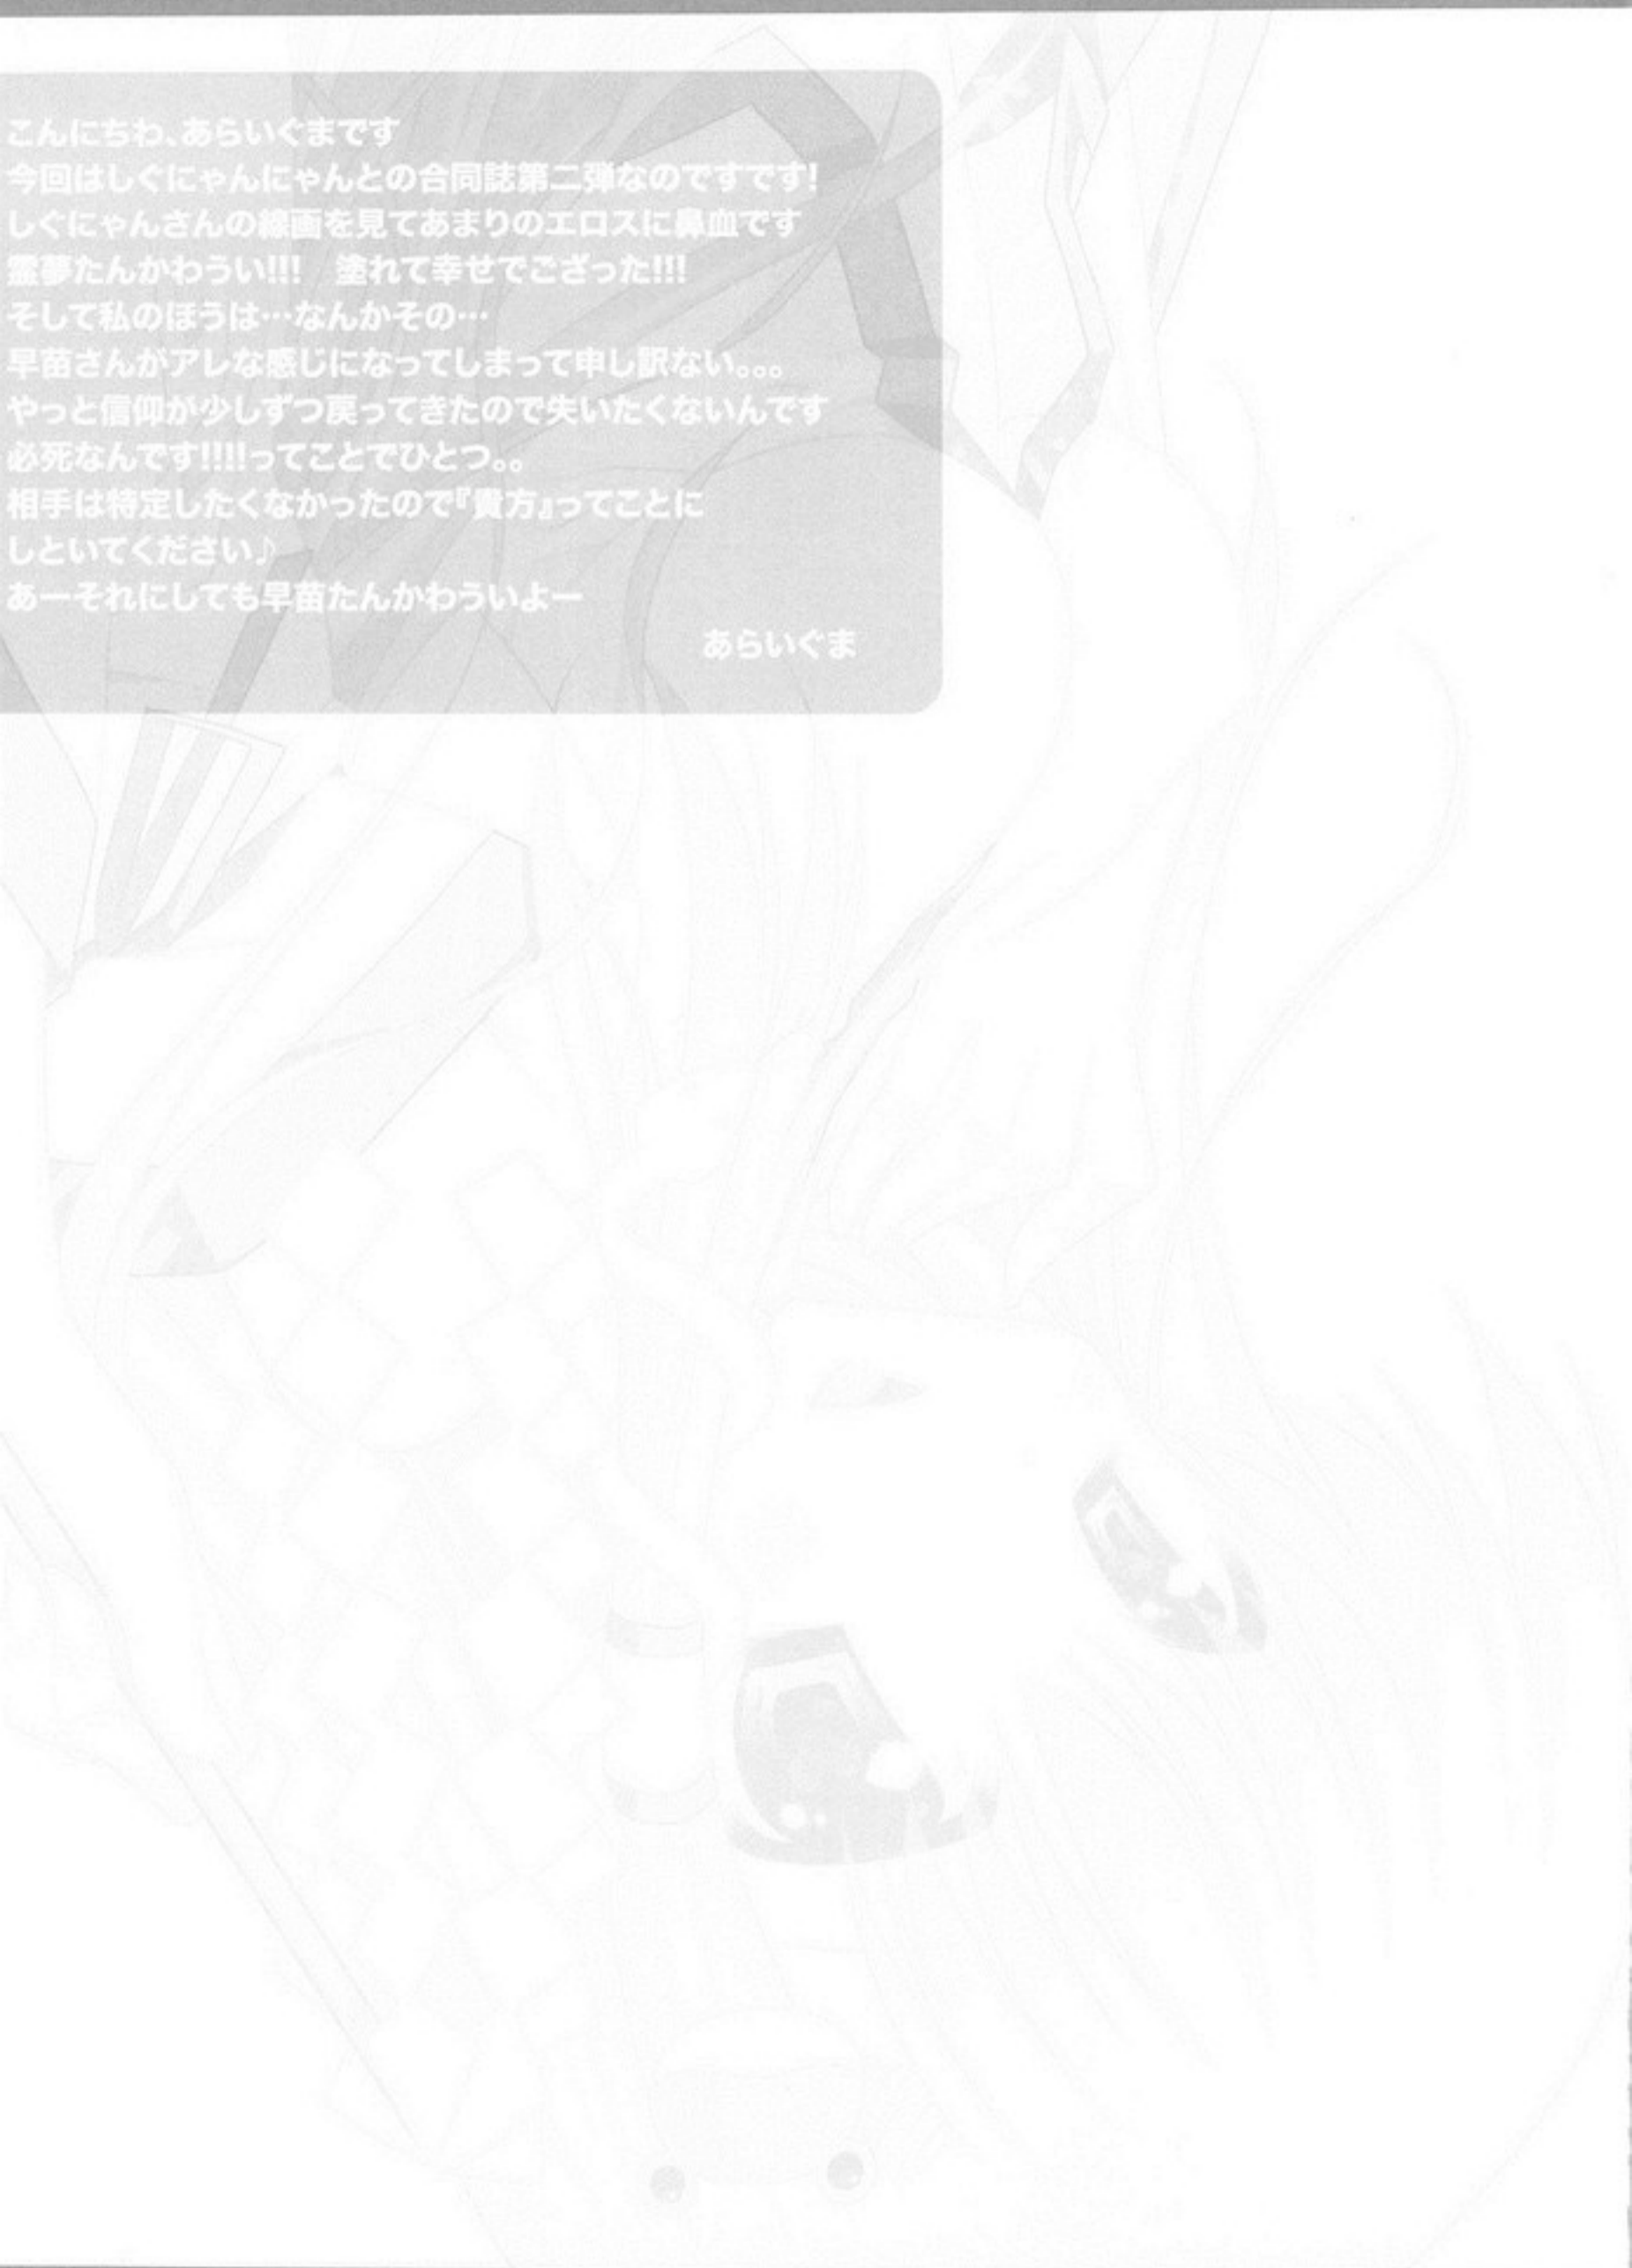 こんにちわ、あらいぐまです
今回はしぐにゃんにゃんとの合同誌第二弾なのですです!
しぐにゃんさんの線画を見てあまりのエロスに鼻血です
霊夢たんかわうい!!!　塗れて幸せでござった!!!
そして私のほうは…なんかその…
早苗さんがアレな感じになってしまって申し訳ない。。。
やっと信仰が少しずつ戻ってきたので失いたくないんです
必死なんです!!!!ってことでひとつ。。
相手は特定したくなかったので『貴方』ってことに
しといてください♪
あーそれにしても早苗たんかわういよー
あらいぐま